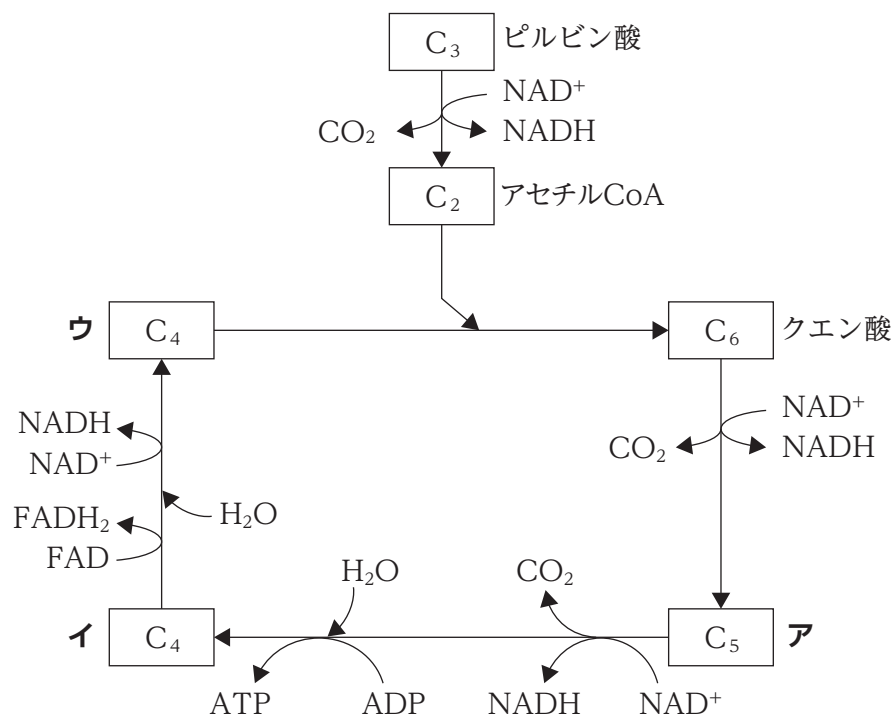 C₃ ピルビン酸
NAD⁺
CO₂ NADH
C₂ アセチルCoA
ウ C₄
C₆ クエン酸
NADH
NAD⁺
NAD⁺
CO₂ NADH
FADH₂
FAD
H₂O
H₂O
CO₂
イ C₄
C₅ ア
ATP ADP NADH NAD⁺